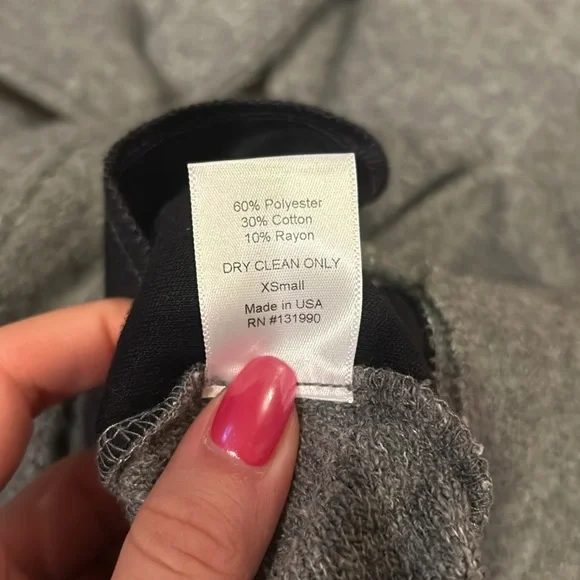 60% Polyester
30% Cotton
10% Rayon
DRY CLEAN ONLY
XSmall
Made in USA
RN #131990